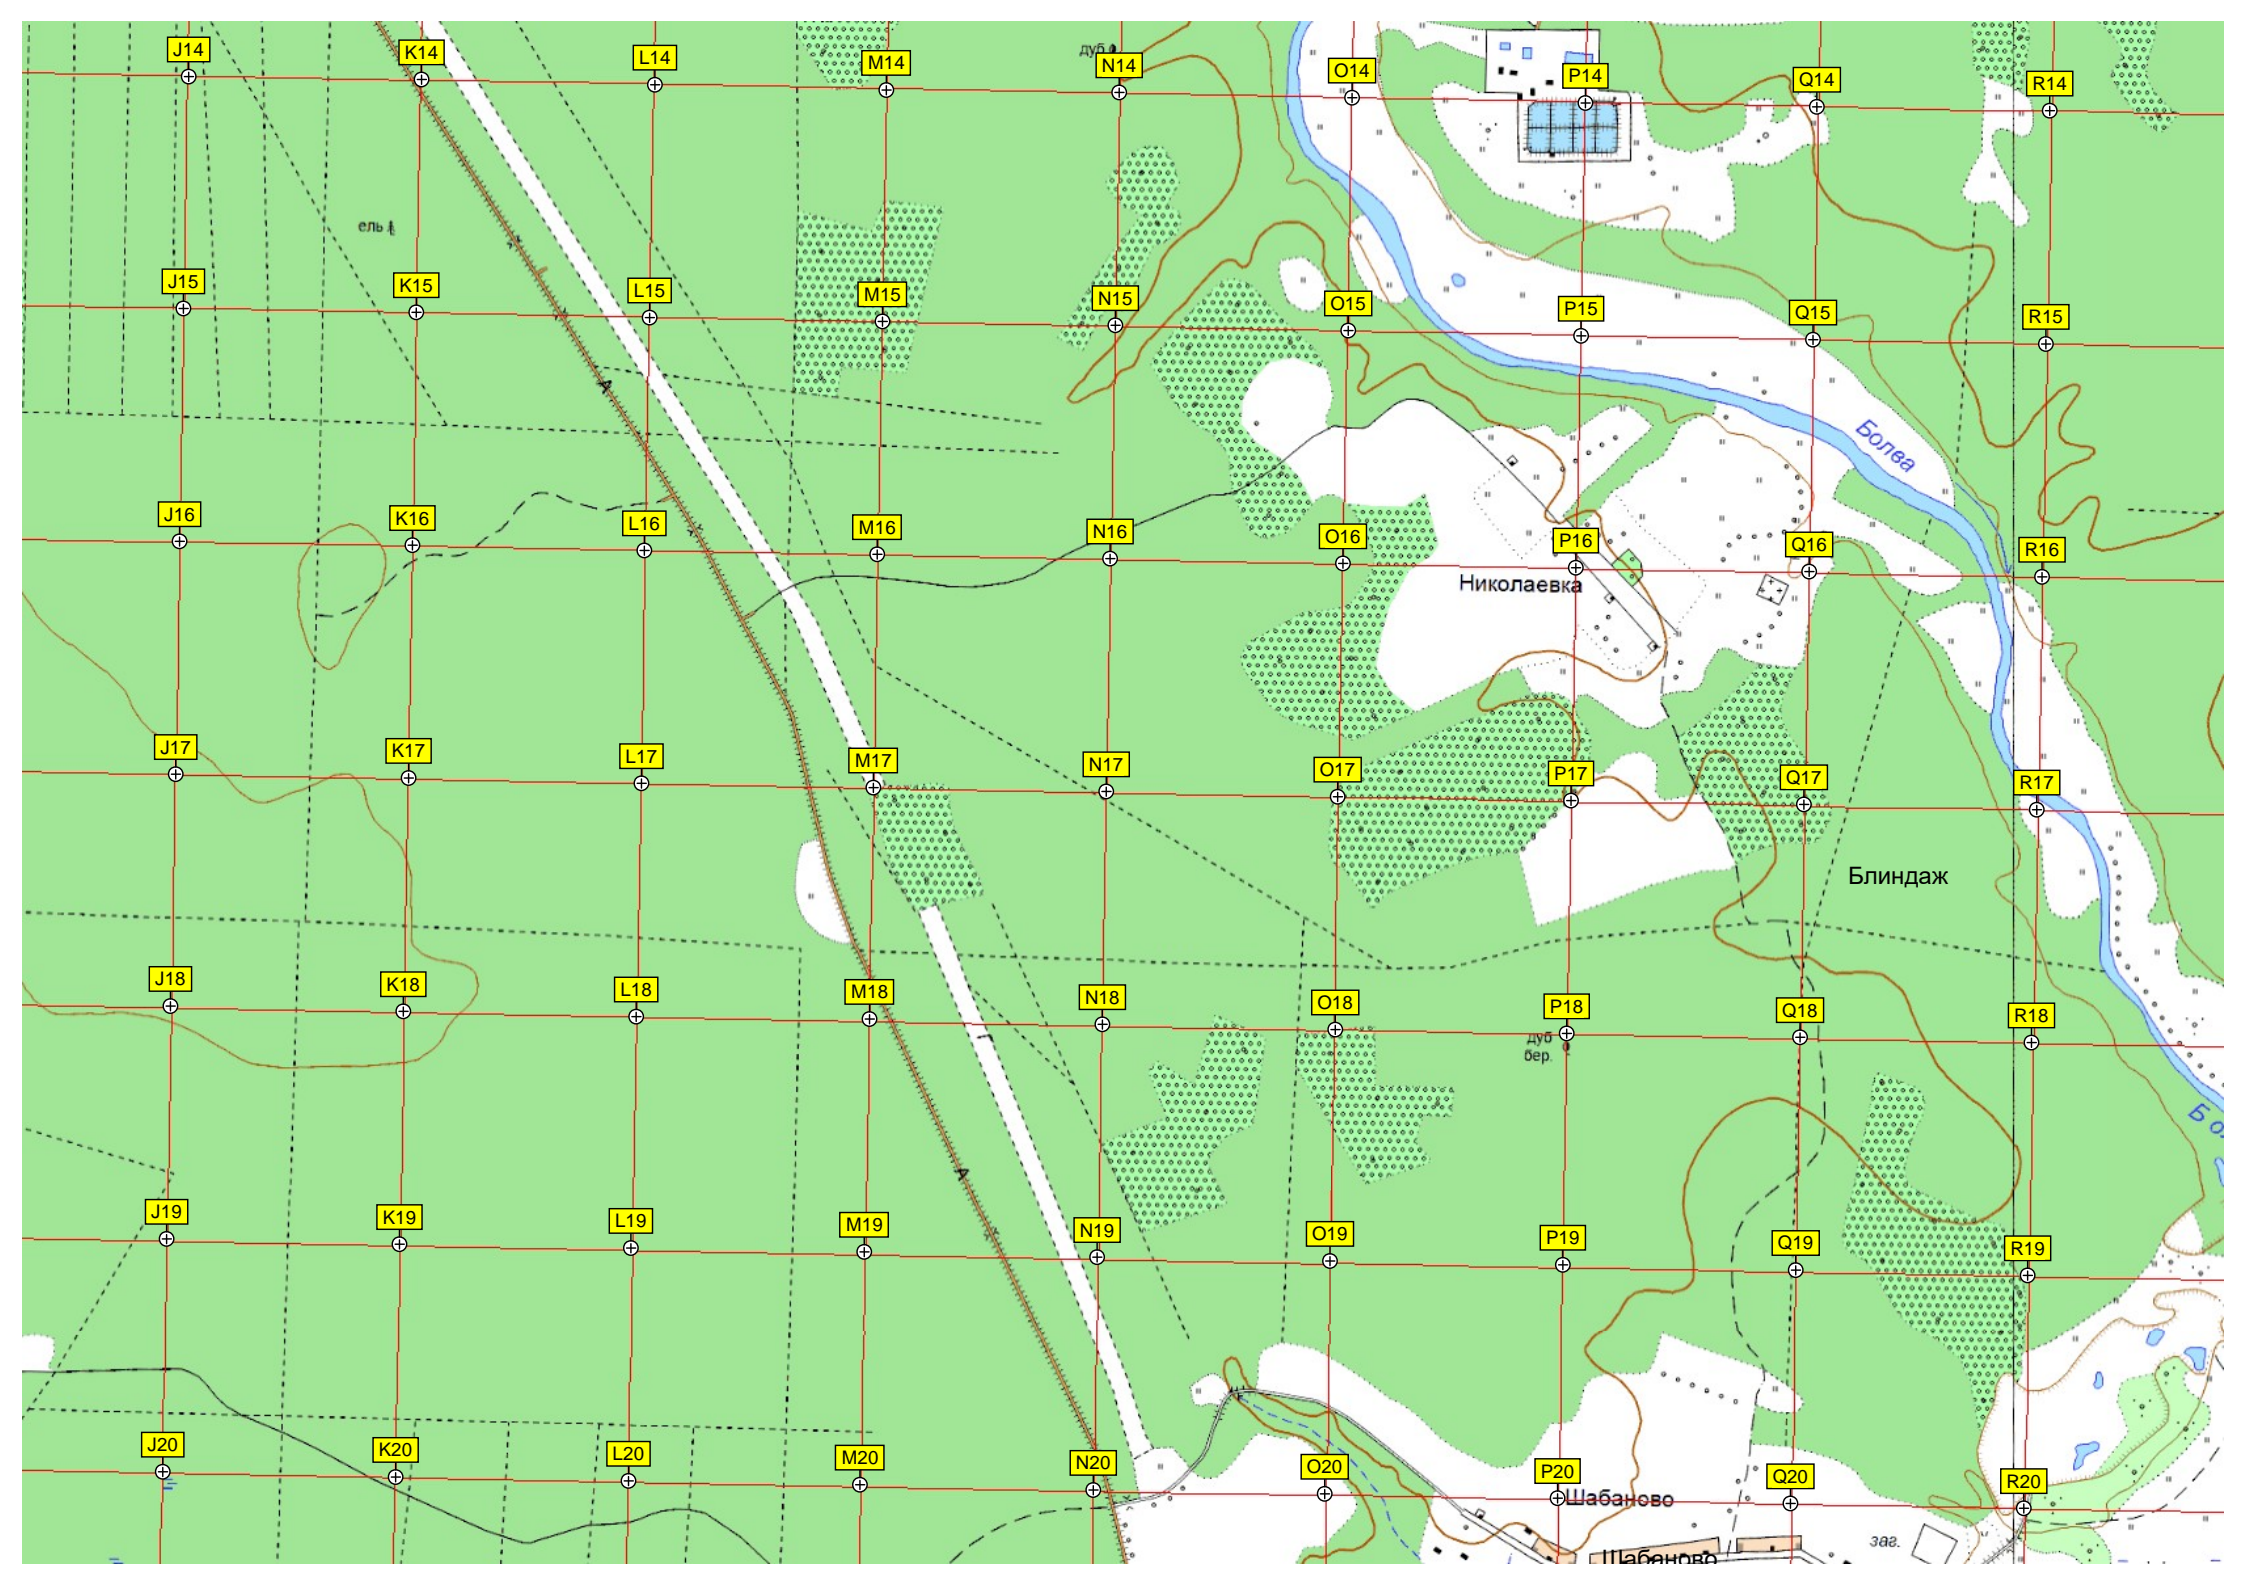 дуб
J14 K14 L14 M14 N14 O14 P14 Q14 R14
ель
J15 K15 L15 M15 N15 O15 P15 Q15 R15
Болва
J16 K16 L16 M16 N16 O16 P16 Q16 R16
Николаевка
J17 K17 L17 M17 N17 O17 P17 Q17 R17
Блиндаж
J18 K18 L18 M18 N18 O18 P18 Q18 R18
дуб
бер.
J19 K19 L19 M19 N19 O19 P19 Q19 R19
J20 K20 L20 M20 N20 O20 P20 Q20 R20
Шабаново
заг.
Шабаново